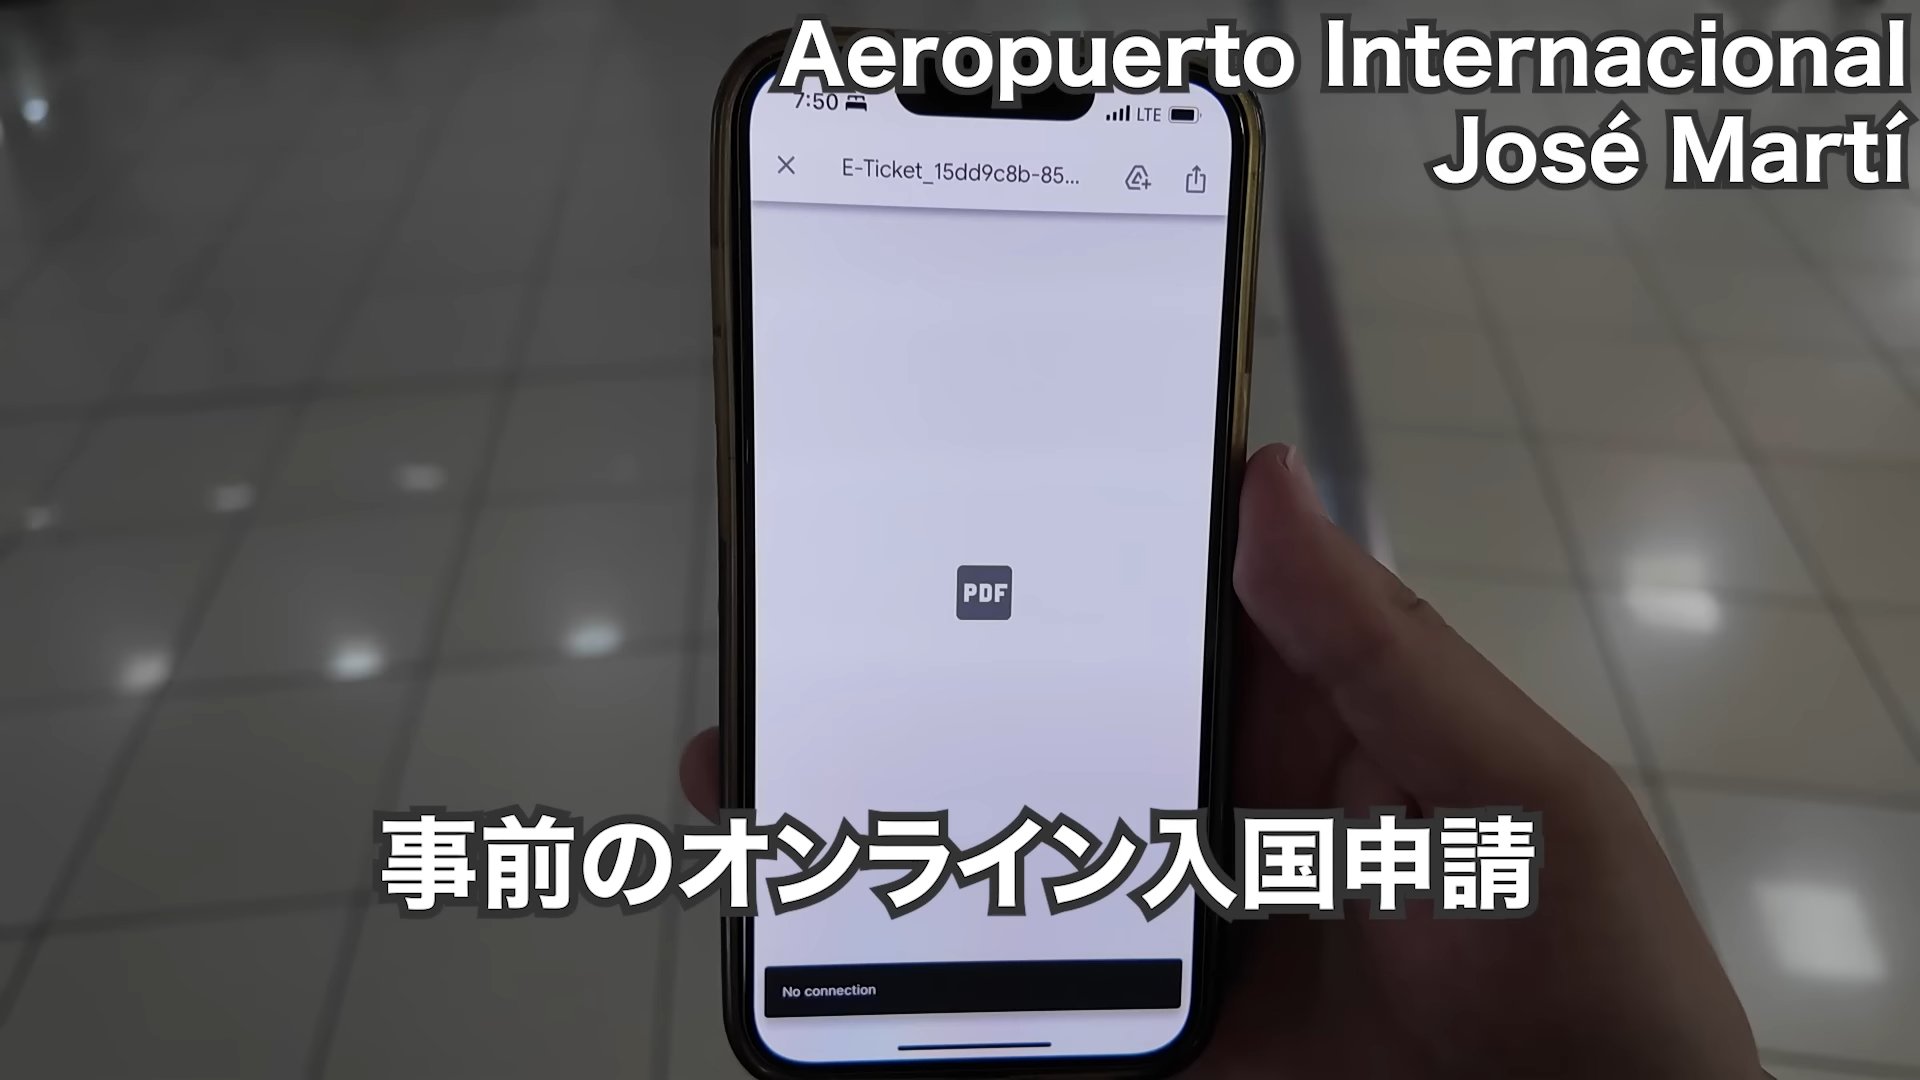 Aeropuerto Internacional
José Martí
7:50
LTE
E-Ticket_15dd9c8b-85...
PDF
事前のオンライン入国申請
No connection